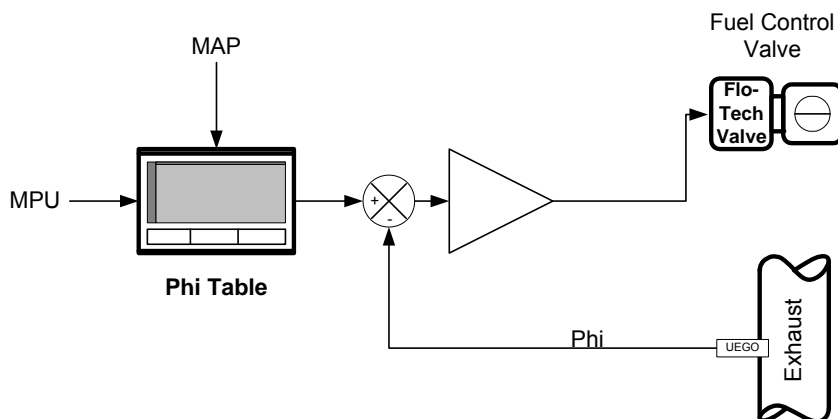 Fuel Control
Valve
MAP
Flo-
Tech
Valve
MPU
+
-
Phi Table
Phi
UEGO
Exhaust